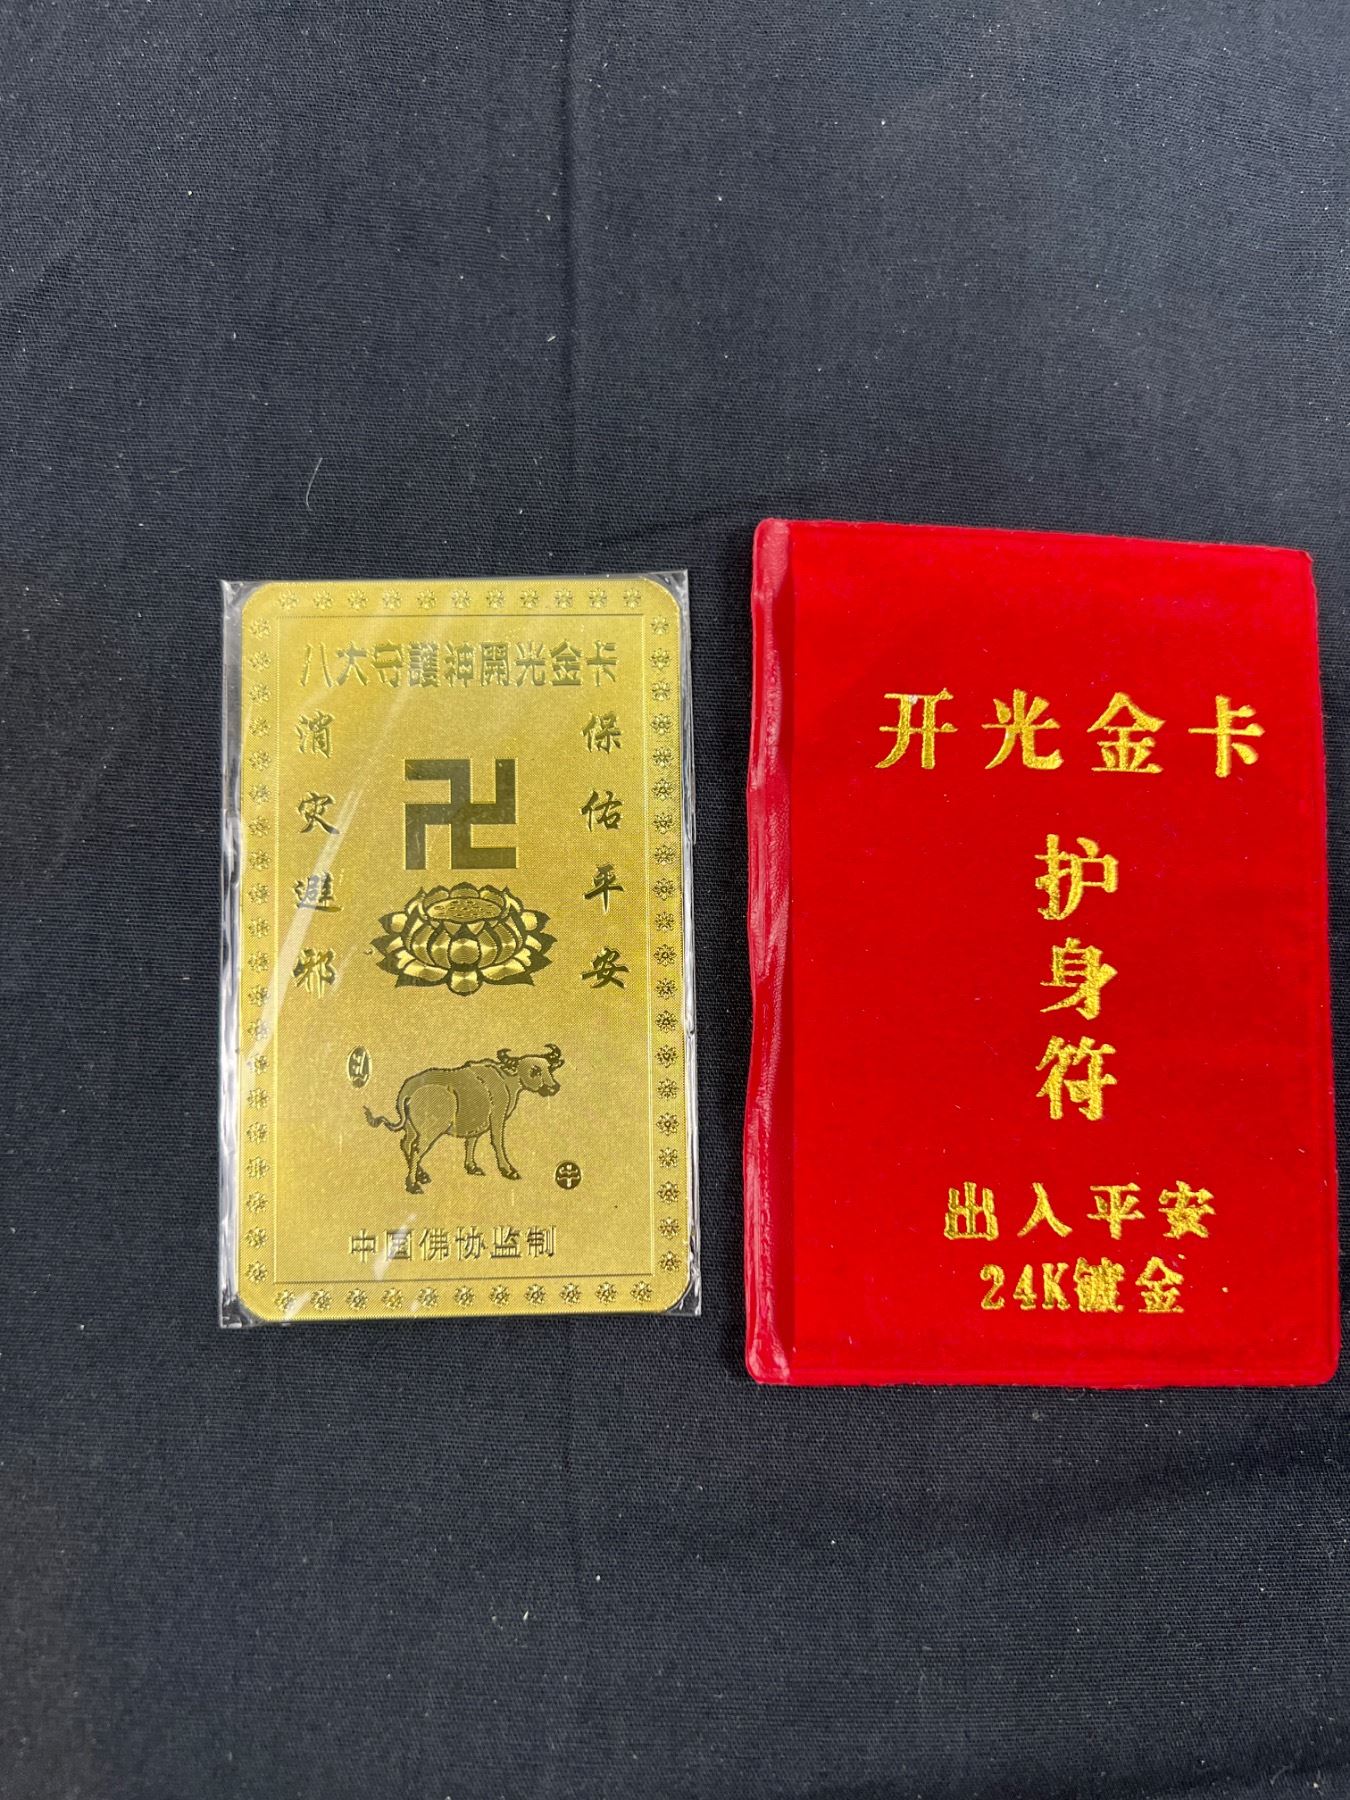 八大守護神開光金卡
保佑平安
消灾避邪
卍
牛
中国佛协监制
开光金卡
护身符
出入平安
24K镀金